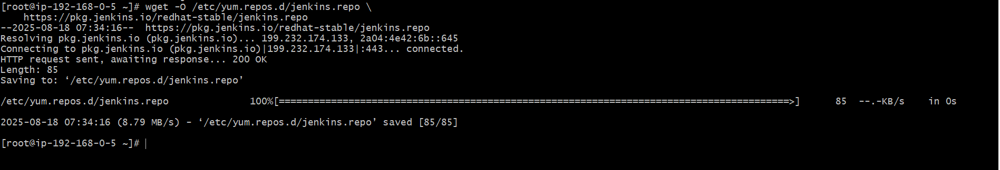 [root@ip-192-168-0-5 ~]# wget -O /etc/yum.repos.d/jenkins.repo \
    https://pkg.jenkins.io/redhat-stable/jenkins.repo
--2025-08-18 07:34:16--  https://pkg.jenkins.io/redhat-stable/jenkins.repo
Resolving pkg.jenkins.io (pkg.jenkins.io)... 199.232.174.133, 2a04:4e42:6b::645
Connecting to pkg.jenkins.io (pkg.jenkins.io)|199.232.174.133|:443... connected.
HTTP request sent, awaiting response... 200 OK
Length: 85
Saving to: ‘/etc/yum.repos.d/jenkins.repo’
/etc/yum.repos.d/jenkins.repo              100%[========================================================================================>]      85  --.-KB/s    in 0s
2025-08-18 07:34:16 (8.79 MB/s) - ‘/etc/yum.repos.d/jenkins.repo’ saved [85/85]
[root@ip-192-168-0-5 ~]#